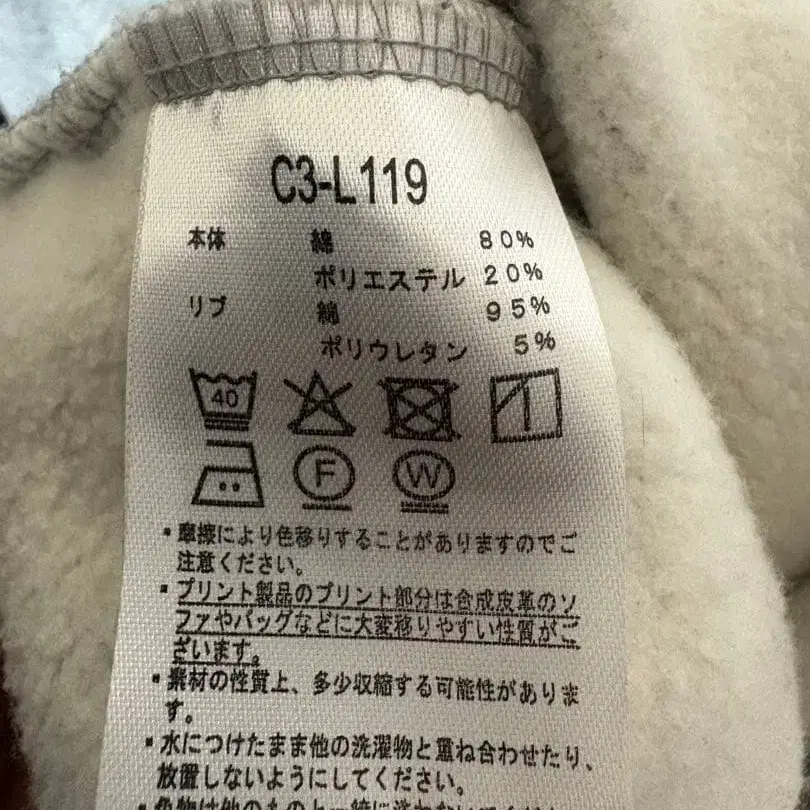 C3-L119
本体 綿 80%
ポリエステル 20%
リブ 綿 95%
ポリウレタン 5%
40
F W
▪摩擦により色移りすることがありますのでご
注意ください。
▪プリント製品のプリント部分は合成皮革のソ
ファやバッグなどに大変移りやすい性質がご
ざいます。
▪素材の性質上、多少収縮する可能性がありま
す。
▪水につけたまま他の洗濯物と重ね合わせたり、
放置しないようにしてください。